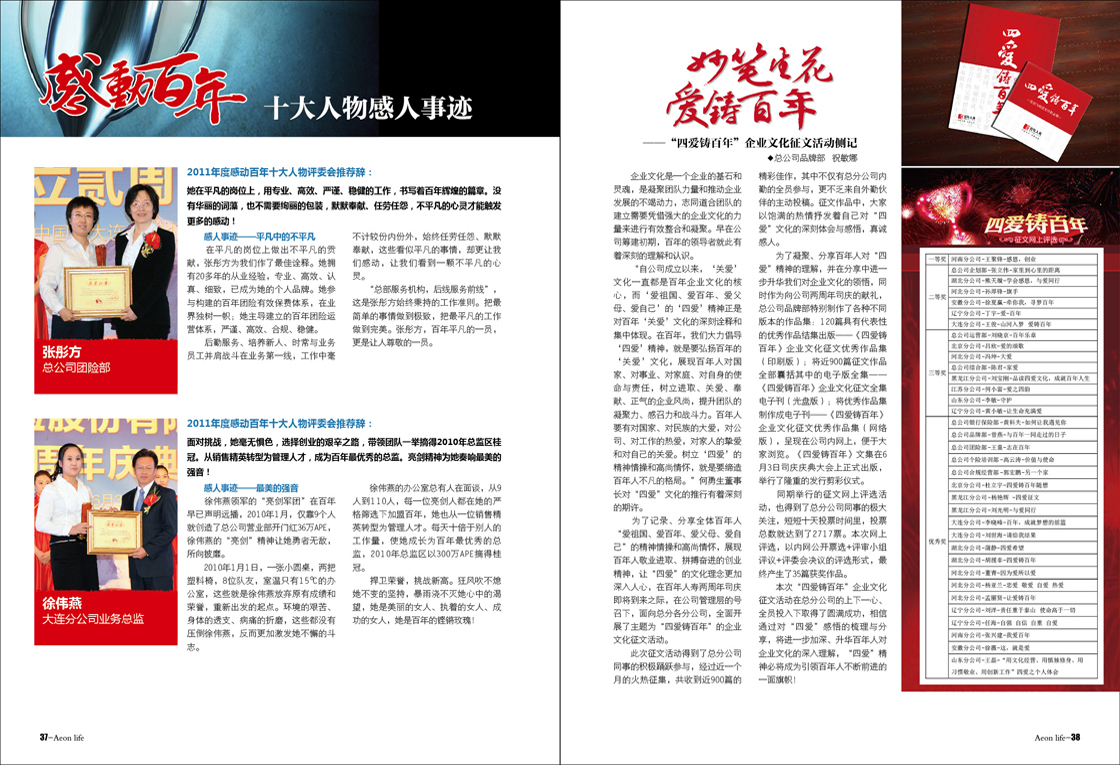 感動百年
十大人物感人事迹
2011年度感动百年十大人物评委会推荐辞：
她在平凡的岗位上，用专业、高效、严谨、稳健的工作，书写着百年辉煌的篇章。没
有华丽的词藻，也不需要绚丽的包装，默默奉献、任劳任怨，不平凡的心灵才能触发
更多的感动！
感人事迹——平凡中的不平凡
在平凡的岗位上做出不平凡的贡
献，张彤方为我们作了最佳诠释。她拥
有20多年的从业经验，专业、高效、认
真、细致，已成为她的个人品牌。她参
与构建的百年团险有效保费体系，在业
界独树一帜；她主导建立的百年团险运
营体系，严谨、高效、合规、稳健。
后勤服务、培养新人、时常与业务
员工并肩战斗在业务第一线，工作中毫
不计较份内份外，始终任劳任怨、默默
奉献，这些看似平凡的事情，却更让我
们感动，让我们看到一颗不平凡的心
灵。
“总部服务机构，后线服务前线”，
这是张彤方始终秉持的工作准则。把最
简单的事情做到极致，把最平凡的工作
做到完美。张彤方，百年平凡的一员，
更是让人尊敬的一员。
张彤方
总公司团险部
2011年度感动百年十大人物评委会推荐辞：
面对挑战，她毫无惧色，选择创业的艰辛之路，带领团队一举摘得2010年总监区桂
冠。从销售精英转型为管理人才，成为百年最优秀的总监。亮剑精神为她奏响最美的
强音！
感人事迹——最美的强音
徐伟燕领军的“亮剑军团”在百年
早已声明远播，2010年1月，仅靠9个人
就创造了总公司营业部开门红36万APE，
徐伟燕的“亮剑”精神让她勇者无敌，
所向披靡。
2010年1月1日，一张小圆桌，两把
塑料椅，8位队友，室温只有15℃的办
公室，这些就是徐伟燕放弃原有成绩和
荣誉，重新出发的起点。环境的艰苦、
身体的透支、病痛的折磨，这些都没有
压倒徐伟燕，反而更加激发她不懈的斗
志。
徐伟燕的办公室总有人在面谈，从9
人到110人，每一位亮剑人都在她的严
格筛选下加盟百年，她也从一位销售精
英转型为管理人才。每天十倍于别人的
工作量，使她成长为百年最优秀的总
监，2010年总监区以300万APE摘得桂
冠。
捍卫荣誉，挑战新高。狂风吹不熄
她不变的坚持，暴雨浇不灭她心中的渴
望，她是美丽的女人、执着的女人、成
功的女人，她是百年的铿锵玫瑰！
徐伟燕
大连分公司业务总监
37-Aeon life
妙笔生花
爱铸百年
——“四爱铸百年”企业文化征文活动侧记
◆总公司品牌部 祝敏娜
企业文化是一个企业的基石和
灵魂，是凝聚团队力量和推动企业
发展的不竭动力，志同道合团队的
建立需要凭借强大的企业文化的力
量来进行有效整合和凝聚。早在公
司筹建初期，百年的领导者就此有
着深刻的理解和认识。
“自公司成立以来，‘关爱’
文化一直都是百年企业文化的核
心，而‘爱祖国、爱百年、爱父
母、爱自己’的‘四爱’精神正是
对百年‘关爱’文化的深刻诠释和
集中体现。在百年，我们大力倡导
‘四爱’精神，就是要弘扬百年的
‘关爱’文化，展现百年人对国
家、对事业、对家庭、对自身的使
命与责任，树立进取、关爱、奉
献、正气的企业风尚，提升团队的
凝聚力、感召力和战斗力。百年人
要有对国家、对民族的大爱，对公
司、对工作的热爱，对家人的挚爱
和对自己的关爱。树立‘四爱’的
精神情操和高尚情怀，就是要缔造
百年人不凡的格局。”何勇生董事
长对“四爱”文化的推行有着深刻
的期许。
为了记录、分享全体百年人
“爱祖国、爱百年、爱父母、爱自
己”的精神情操和高尚情怀，展现
百年人敬业进取、拼搏奋进的创业
精神，让“四爱”的文化理念更加
深入人心，在百年人寿两周年司庆
即将到来之际，在公司管理层的号
召下，面向总分各分公司，全面开
展了主题为“四爱铸百年”的企业
文化征文活动。
此次征文活动得到了总分公司
同事的积极踊跃参与，经过近一个
月的火热征集，共收到近900篇的
精彩佳作，其中不仅有总分公司内
勤的全员参与，更不乏来自外勤伙
伴的主动投稿。征文作品中，大家
以饱满的热情抒发着自己对“四
爱”文化的深刻体会与感悟，真诚
感人。
为了凝聚、分享百年人对“四
爱”精神的理解，并在分享中进一
步升华我们对企业文化的领悟，同
时作为向公司两周年司庆的献礼，
总公司品牌部特别制作了各种不同
版本的作品集：120篇具有代表性
的优秀作品结集出版——《四爱铸
百年》企业文化征文优秀作品集
（印刷版）；将近900篇征文作品
全部囊括其中的电子版全集——
《四爱铸百年》企业文化征文全集
电子刊（光盘版）；将优秀作品集
制作成电子刊——《四爱铸百年》
企业文化征文优秀作品集（网络
版），呈现在公司内网上，便于大
家浏览。《四爱铸百年》文集在6
月3日司庆庆典大会上正式出版，
举行了隆重的发行剪彩仪式。
同期举行的征文网上评选活
动，也得到了总分公司同事的极大
关注，短短十天投票时间里，投票
总数就达到了2717票。本次网上
评选，以内网公开票选+评审小组
评议+评委会决议的评选形式，最
终产生了35篇获奖作品。
本次“四爱铸百年”企业文化
征文活动在总分公司的上下一心、
全员投入下取得了圆满成功，相信
通过对“四爱”感悟的梳理与分
享，将进一步加深、升华百年人对
企业文化的深入理解，“四爱”精
神必将成为引领百年人不断前进的
一面旗帜！
四爱铸百年
四爱铸百年
四爱铸百年
征文网上评选
一等奖
河南分公司-王聚锋-感恩，创业
二等奖
总公司企划部-张立伟-家里到心里的距离
河北分公司-孙泽锋-旗手
辽宁分公司-丁宇-爱·百年
大连分公司-王俊-山河入梦 爱铸百年
三等奖
总公司运营部-刘晓京-百年乐章
北京分公司-吕欣-爱的颂歌
河北分公司-冯坤-大爱
总公司综合部-陈君-家爱
黑龙江分公司-刘宝刚-品读四爱文化，成就百年人生
江苏分公司-何小富-爱之四韵
山东分公司-李敏-守护
辽宁分公司-黄小敏-让生命充满爱
优秀奖
总公司银行保险部-黄科夫-如何让我遇见你
总公司品牌部-曾燕-与百年一同走过的日子
总公司团险部-王嘉-志在百年
总公司个险培训部-高云涛-价值与使命
总公司合规经营部-郭宏鹏-另一个家
北京分公司-杜立宇-四爱铸百年随想
黑龙江分公司-杨艳辉-四爱征文
黑龙江分公司-刘光明-与爱同行
大连分公司-李晓峰-百年，成就梦想的摇篮
大连分公司-刘世海-请给我结果
湖北分公司-蒲静-四爱希望
湖北分公司-胡援非-四爱铸百年
河北分公司-董青-因为爱所以爱
河北分公司-杨亚兰-忠爱 敬爱 自爱 热爱
河北分公司-孟丽贤-让爱铸百年
辽宁分公司-刘洋-责任重于泰山 使命高于一切
辽宁分公司-任海-自强 自信 自重 自爱
河南分公司-张兴建-我爱百年
安徽分公司-徐薇-这，就是爱
山东分公司-王磊-“用文化经营、用镇独修身、用
习惯敬业、用创新工作”四爱之个人体会
Aeon life-38